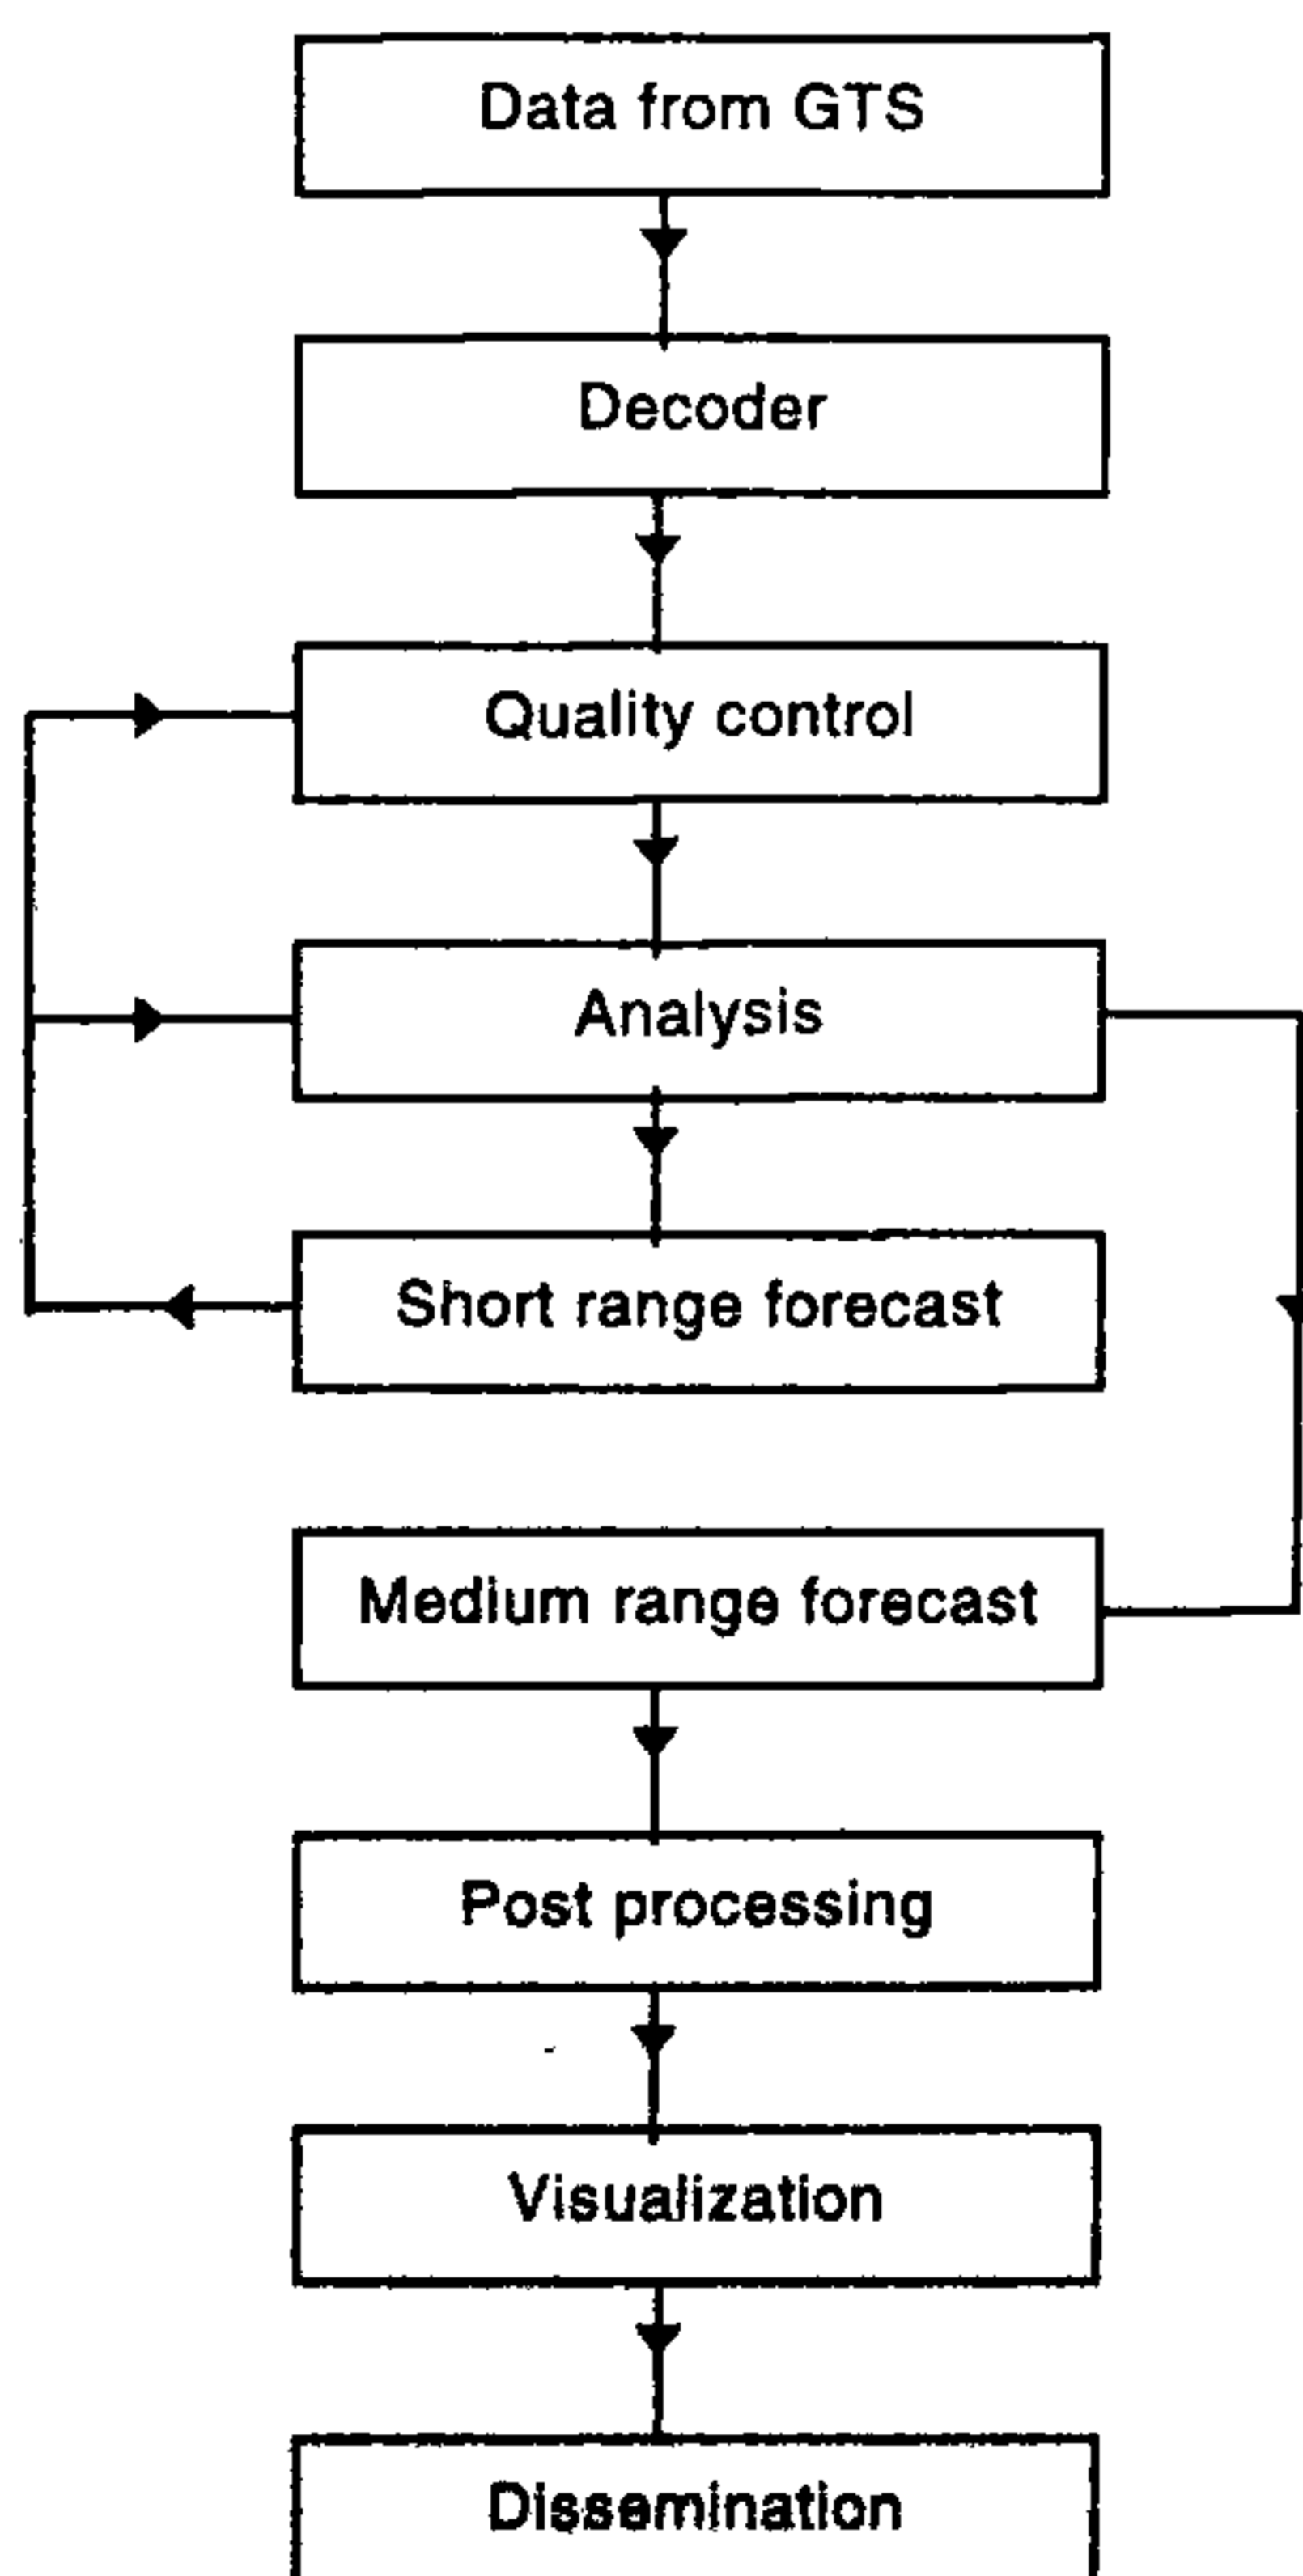 Data from GTS
Decoder
Quality control
Analysis
Short range forecast
Medium range forecast
Post processing
Visualization
Dissemination